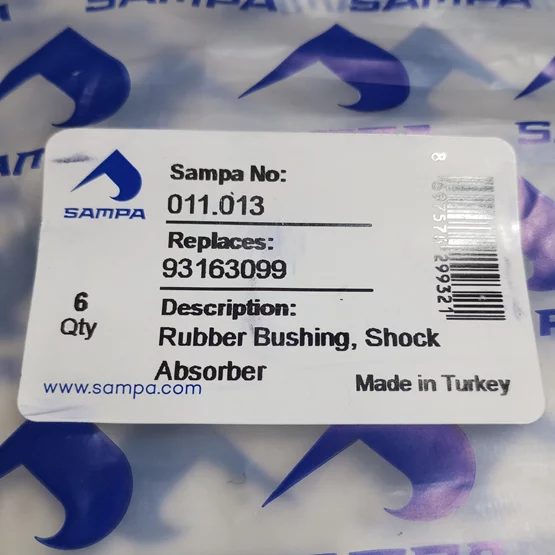 SAMPA
Sampa No:
011.013
Replaces:
93163099
6
Qty
Description:
Rubber Bushing, Shock
Absorber
www.sampa.com
Made in Turkey